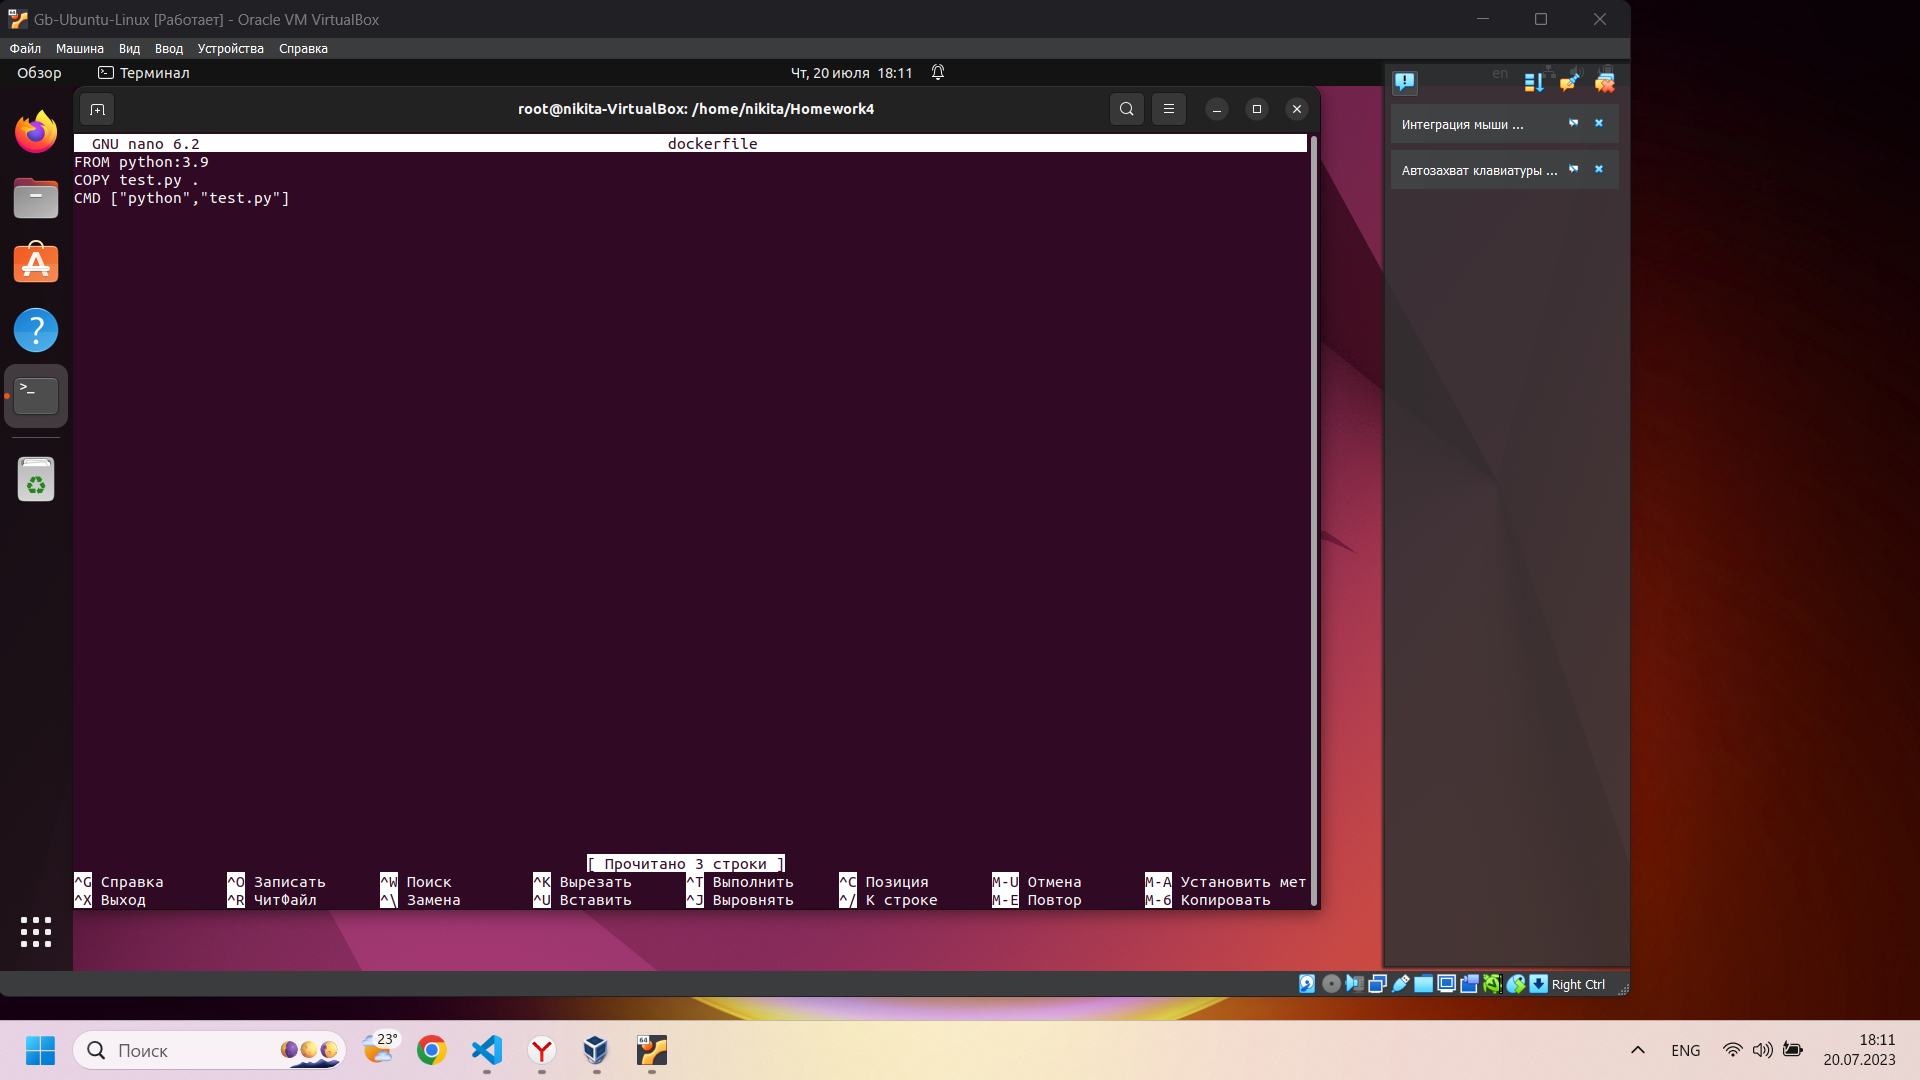 Gb-Ubuntu-Linux [Работает] - Oracle VM VirtualBox
Файл Машина Вид Ввод Устройства Справка
Обзор Терминал Чт, 20 июля 18:11 en
root@nikita-VirtualBox: /home/nikita/Homework4
GNU nano 6.2 dockerfile
FROM python:3.9
COPY test.py .
CMD ["python","test.py"]
Интеграция мыши ...
Автозахват клавиатуры ...
[ Прочитано 3 строки ]
^G Справка ^O Записать ^W Поиск ^K Вырезать ^T Выполнить ^C Позиция M-U Отмена M-A Установить мет
^X Выход ^R ЧитФайл ^\ Замена ^U Вставить ^J Выровнять ^/ К строке M-E Повтор M-6 Копировать
Right Ctrl
Поиск 23° 64 ENG 18:11
20.07.2023